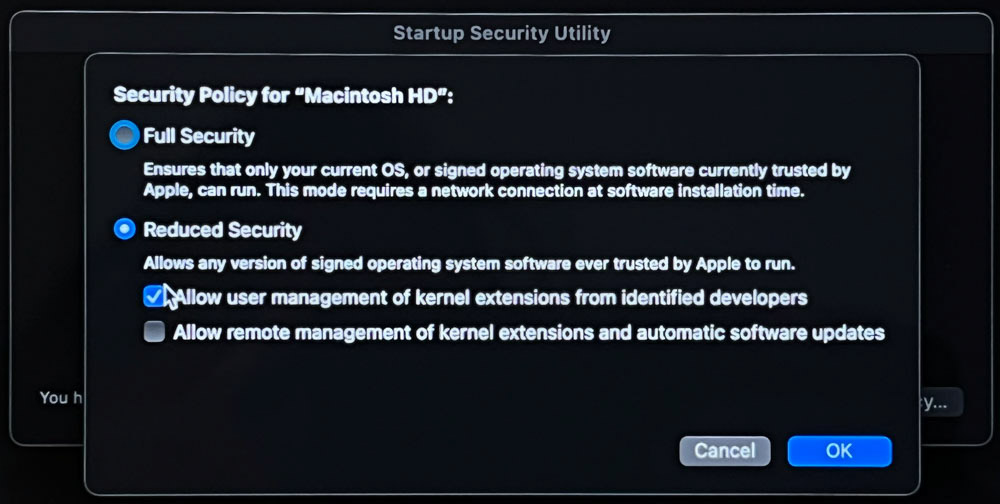 Startup Security Utility
Security Policy for “Macintosh HD”:
Full Security
Ensures that only your current OS, or signed operating system software currently trusted by
Apple, can run. This mode requires a network connection at software installation time.
Reduced Security
Allows any version of signed operating system software ever trusted by Apple to run.
Allow user management of kernel extensions from identified developers
Allow remote management of kernel extensions and automatic software updates
You h
cy...
Cancel
OK